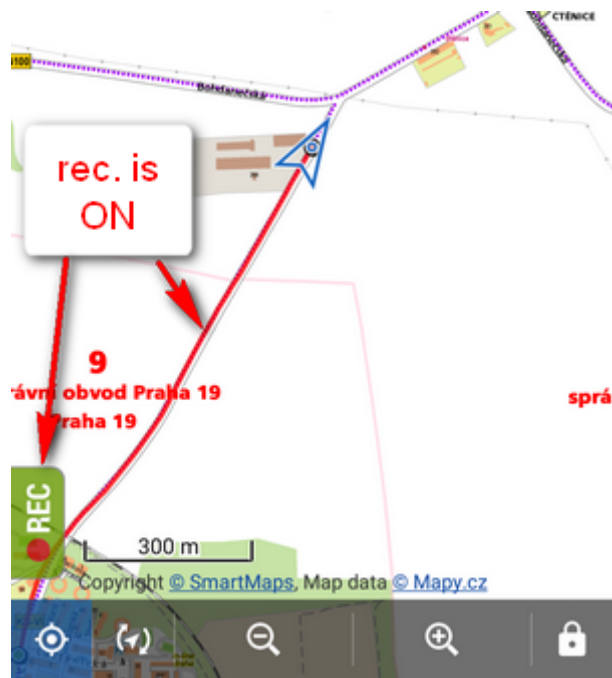 CTĚNICE
Bohdanečská
rec. is
ON
9
rávní obvod Praha 19
Praha 19
sprá
REC
300 m
Copyright © SmartMaps, Map data © Mapy.cz